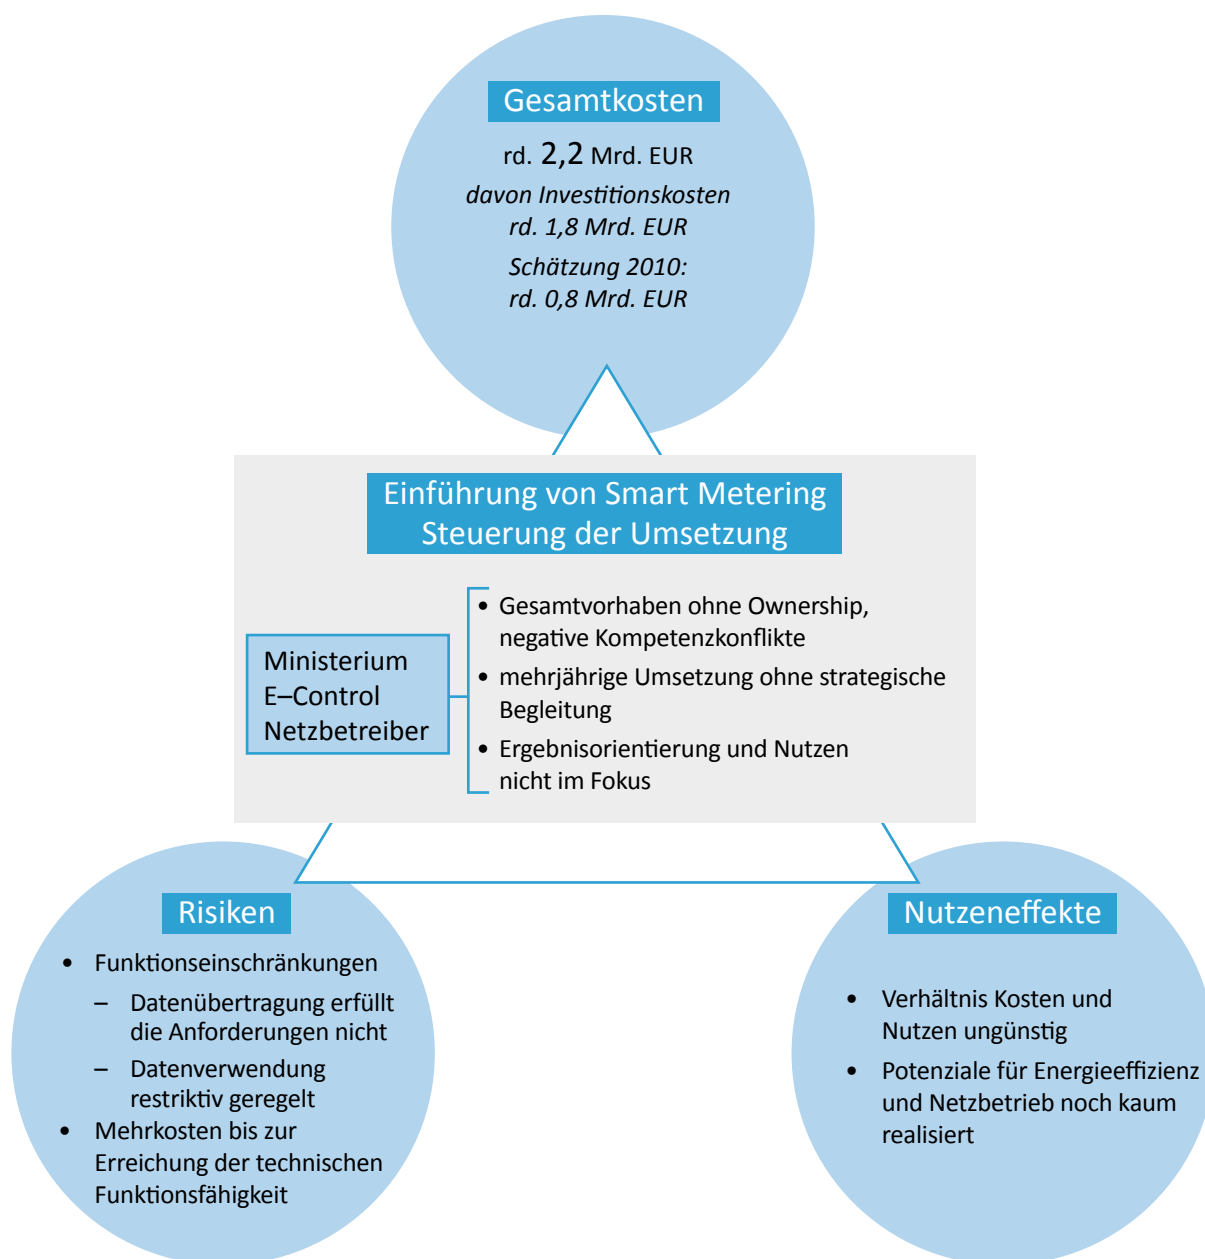 Gesamtkosten
rd. 2,2 Mrd. EUR
davon Investitionskosten
rd. 1,8 Mrd. EUR
Schätzung 2010:
rd. 0,8 Mrd. EUR
Einführung von Smart Metering
Steuerung der Umsetzung
Ministerium
E–Control
Netzbetreiber
• Gesamtvorhaben ohne Ownership,
negative Kompetenzkonflikte
• mehrjährige Umsetzung ohne strategische
Begleitung
• Ergebnisorientierung und Nutzen
nicht im Fokus
Risiken
• Funktionseinschränkungen
– Datenübertragung erfüllt
die Anforderungen nicht
– Datenverwendung
restriktiv geregelt
• Mehrkosten bis zur
Erreichung der technischen
Funktionsfähigkeit
Nutzeneffekte
• Verhältnis Kosten und
Nutzen ungünstig
• Potenziale für Energieeffizienz
und Netzbetrieb noch kaum
realisiert